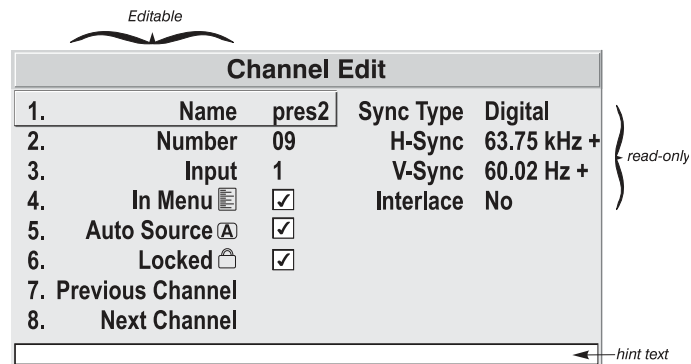 Editable
Channel Edit
1. Name pres2 Sync Type Digital
2. Number 09 H-Sync 63.75 kHz +
3. Input 1 V-Sync 60.02 Hz +
read-only
4. In Menu ✓ Interlace No
5. Auto Source A ✓
6. Locked ✓
7. Previous Channel
8. Next Channel
hint text